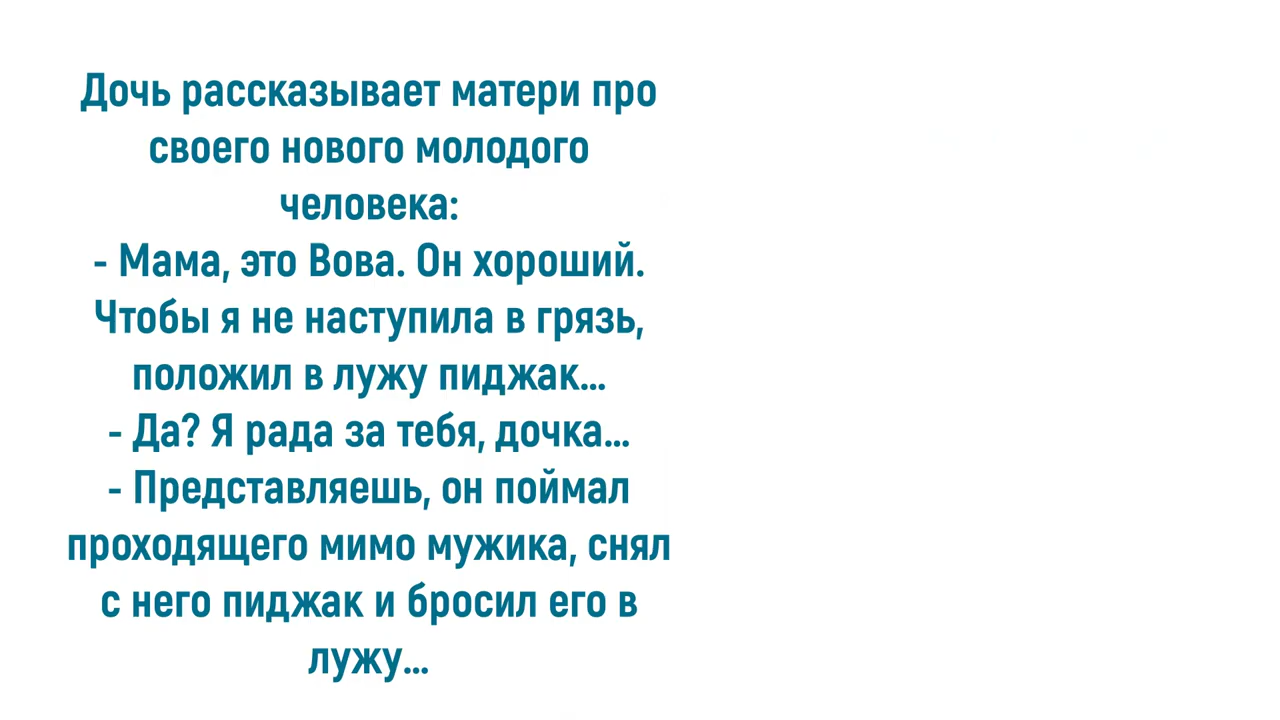 Дочь рассказывает матери про
своего нового молодого
человека:
- Мама, это Вова. Он хороший.
Чтобы я не наступила в грязь,
положил в лужу пиджак...
- Да? Я рада за тебя, дочка...
- Представляешь, он поймал
проходящего мимо мужика, снял
с него пиджак и бросил его в
лужу...